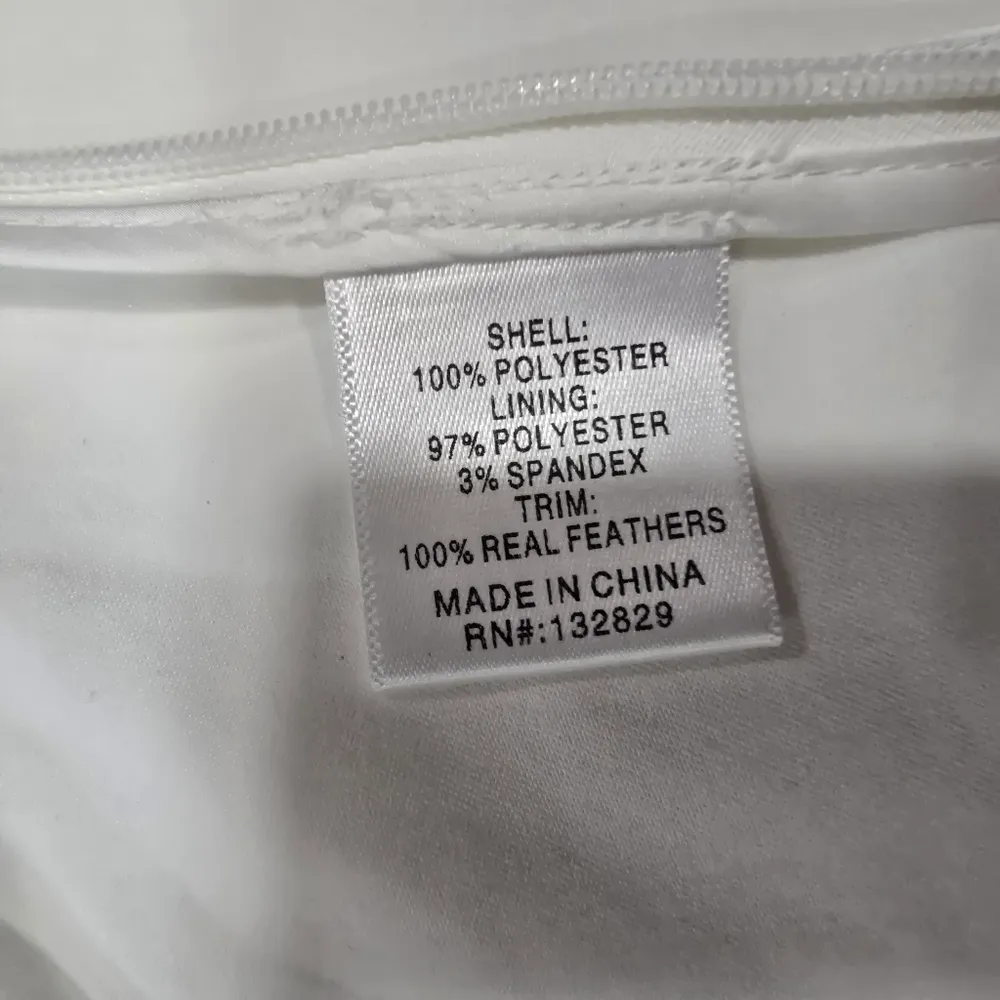 SHELL:
100% POLYESTER
LINING:
97% POLYESTER
3% SPANDEX
TRIM:
100% REAL FEATHERS
MADE IN CHINA
RN#:132829